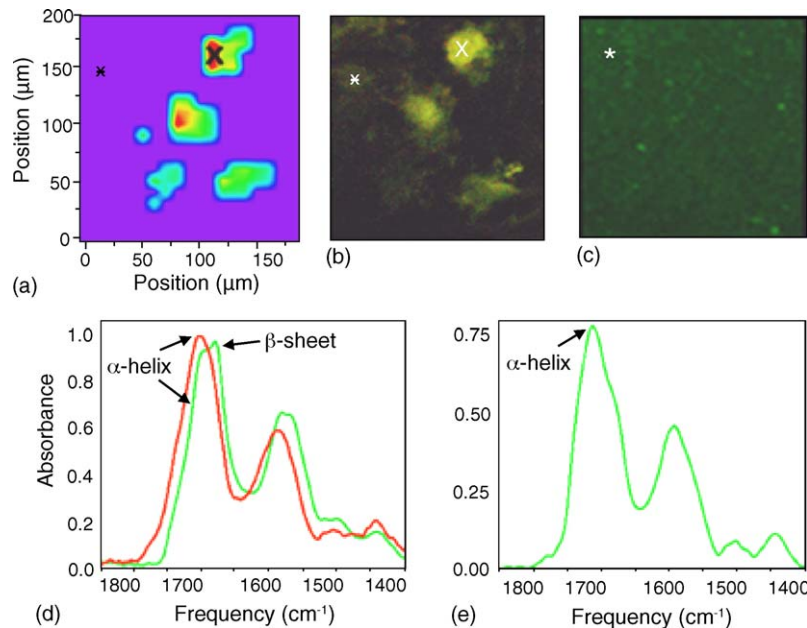 200
150
100
50
0
Position (µm)
0 50 100 150
Position (µm)
X
*
(a)
X
*
(b)
*
(c)
1.0
0.8
0.6
0.4
0.2
0.0
Absorbance
α-helix
β-sheet
1800 1700 1600 1500 1400
Frequency (cm⁻¹)
(d)
0.75
0.50
0.25
0.00
α-helix
1800 1700 1600 1500 1400
Frequency (cm⁻¹)
(e)